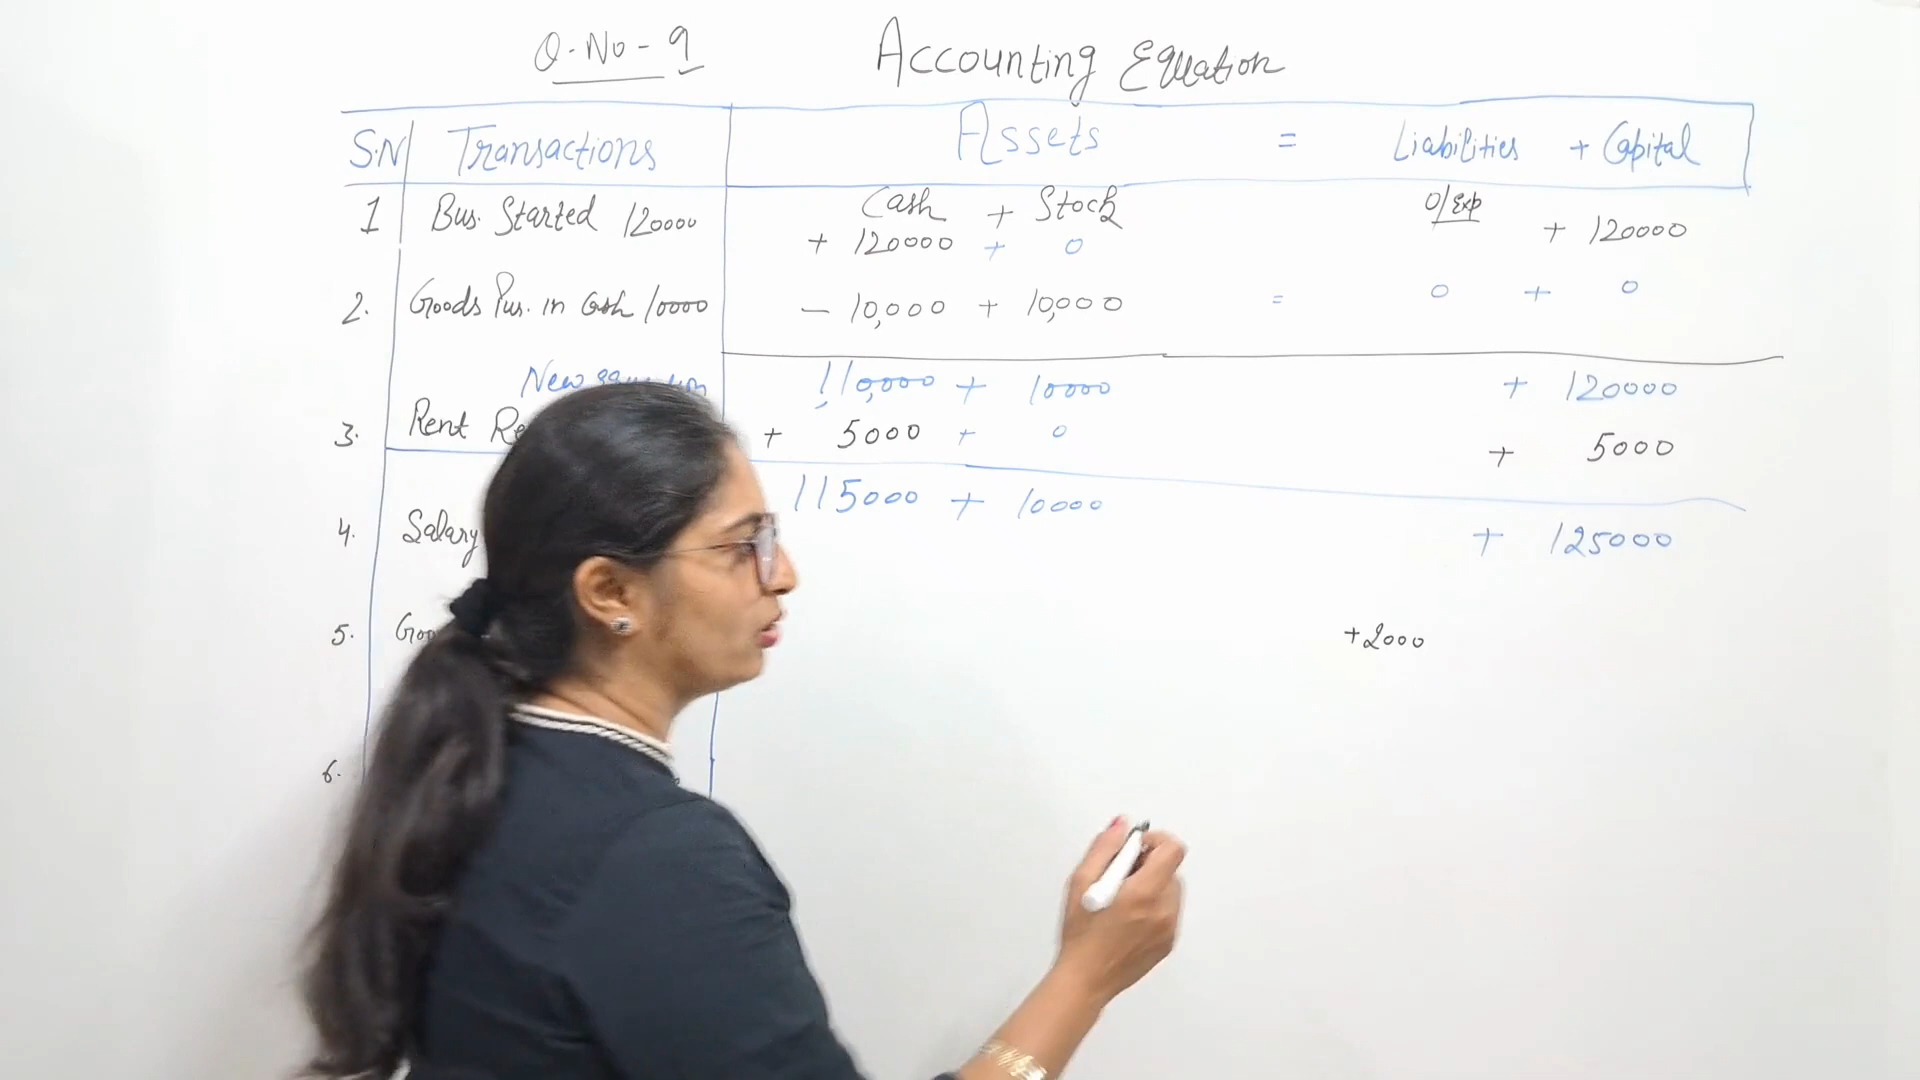 Q. No - 9 Accounting Equation
S.N Transactions Assets = Liabilities + Capital
1 Bus. Started 120000 Cash + Stock O/Exp
+ 120000 + 0 + 120000
2. Goods Pur. in Cash 10000 - 10,000 + 10,000 = 0 + 0
New 110,000 + 10000 + 120000
3. Rent + 5000 + 0 + 5000
115000 + 10000 + 125000
4. Salary
5. +2000
6.